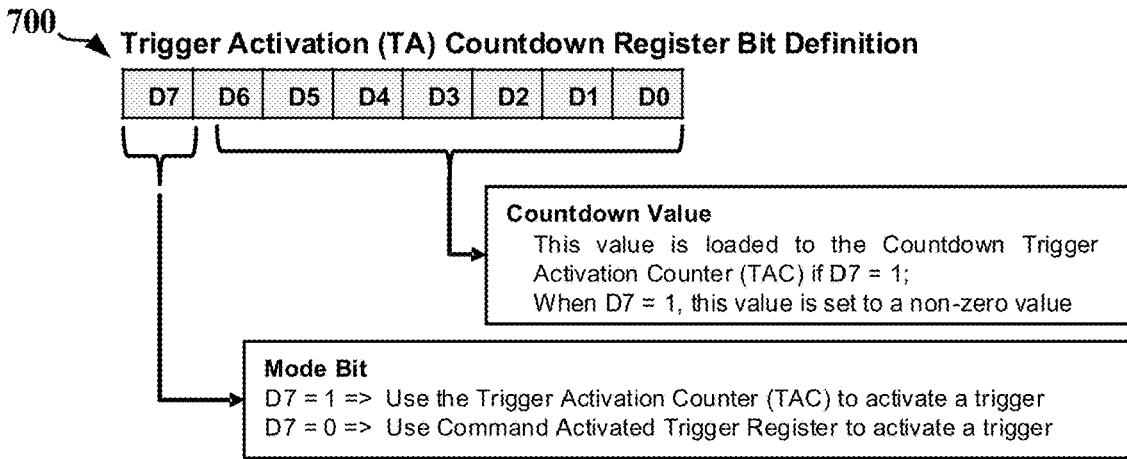 700
Trigger Activation (TA) Countdown Register Bit Definition
D7 D6 D5 D4 D3 D2 D1 D0
Countdown Value
This value is loaded to the Countdown Trigger
Activation Counter (TAC) if D7 = 1;
When D7 = 1, this value is set to a non-zero value
Mode Bit
D7 = 1 => Use the Trigger Activation Counter (TAC) to activate a trigger
D7 = 0 => Use Command Activated Trigger Register to activate a trigger